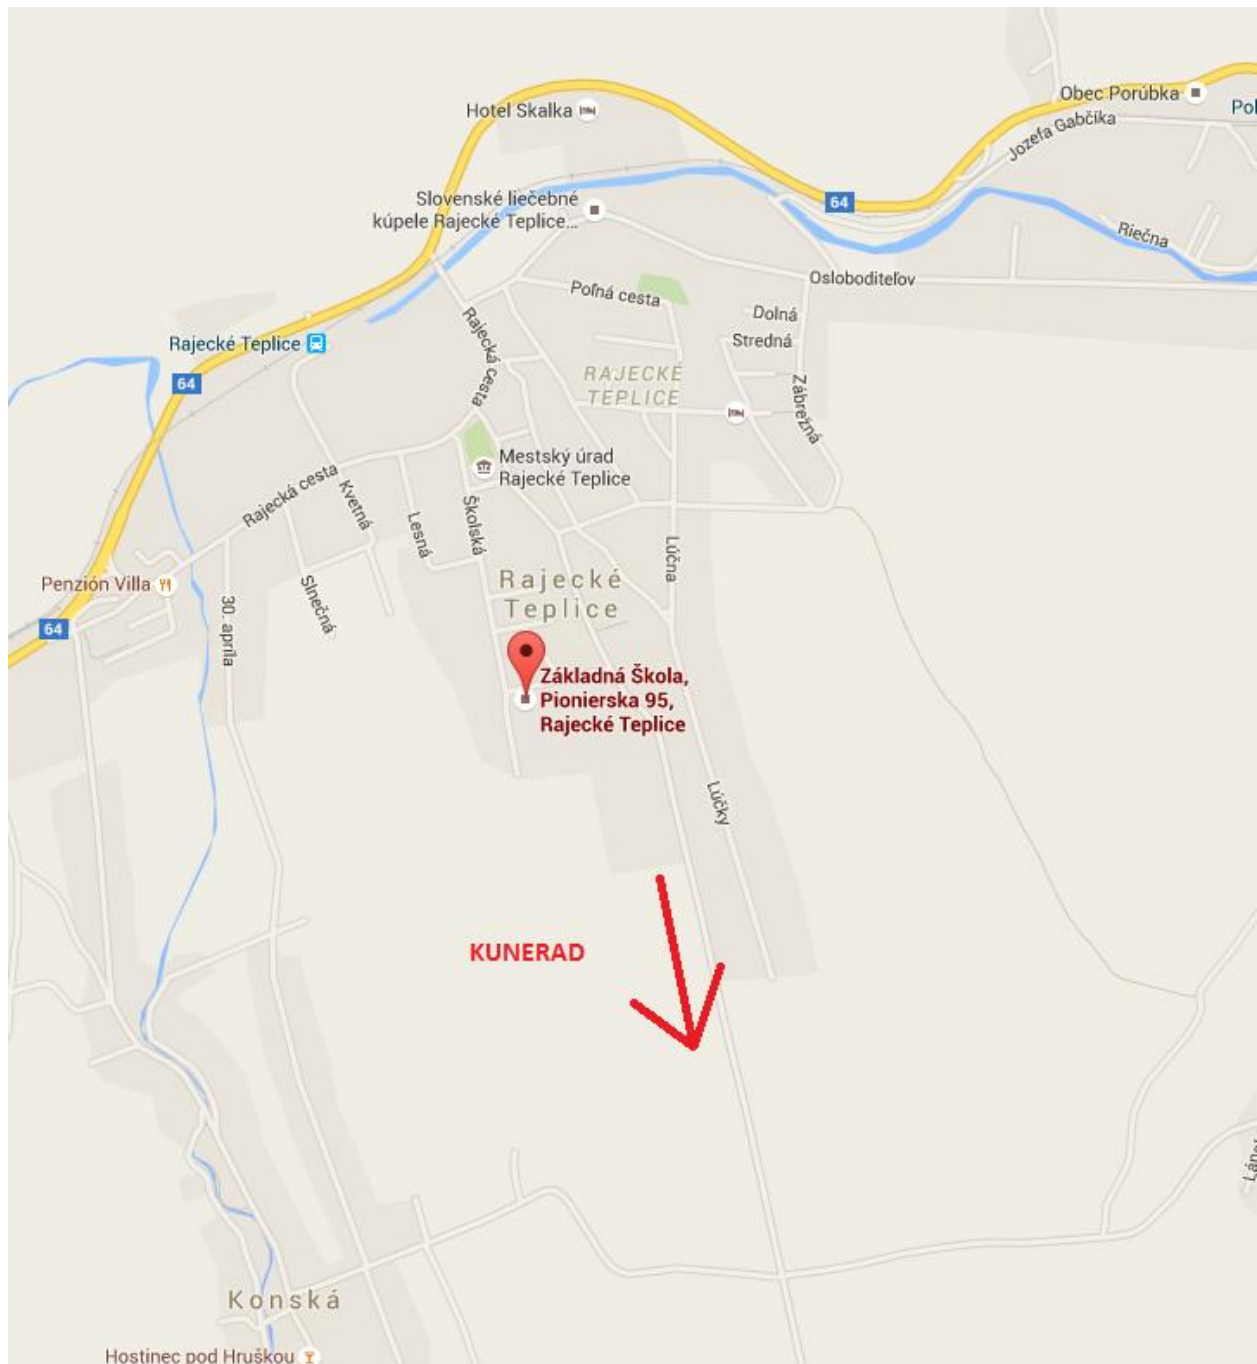 Hotel Skalka
Obec Porúbka
Jozefa Gabčíka
64
Slovenské liečebné
kúpele Rajecké Teplice...
Riečna
Osloboditeľov
Poľná cesta
Dolná
Stredná
Rajecká cesta
Rajecké Teplice
64
RAJECKÉ
TEPLICE
Zábrežná
Mestský úrad
Rajecké Teplice
Rajecká cesta
Kvetná
Lesná
Školská
Lúčna
Penzión Villa
Slnečná
30. apríla
Rajecké
Teplice
64
Základná Škola,
Pionierska 95,
Rajecké Teplice
Lúčky
KUNERAD
Konská
Hostinec pod Hruškou